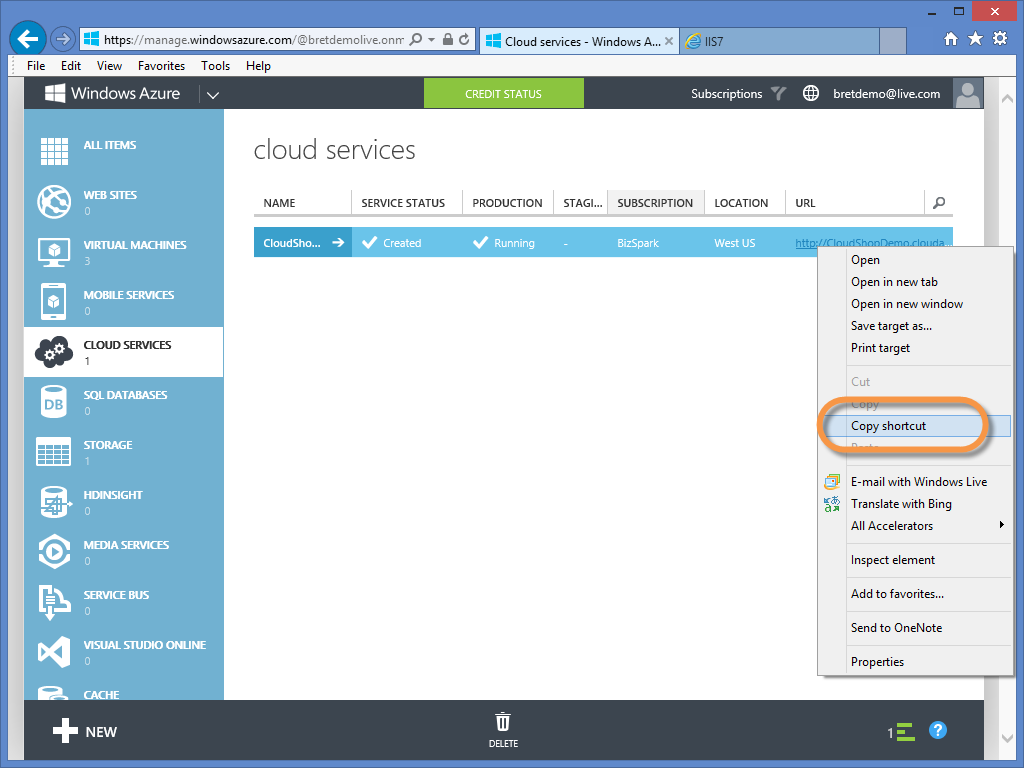 https://manage.windowsazure.com/@bretdemolive.onm
Cloud services - Windows A...
IIS7
File Edit View Favorites Tools Help
Windows Azure
CREDIT STATUS
Subscriptions
bretdemo@live.com
ALL ITEMS
WEB SITES
0
VIRTUAL MACHINES
3
MOBILE SERVICES
0
CLOUD SERVICES
1
SQL DATABASES
0
DB
STORAGE
1
HDINSIGHT
0
MEDIA SERVICES
0
SERVICE BUS
0
VISUAL STUDIO ONLINE
0
CACHE
cloud services
NAME SERVICE STATUS PRODUCTION STAGI... SUBSCRIPTION LOCATION URL
CloudSho... Created Running - BizSpark West US http://CloudShopDemo.clouda...
Open
Open in new tab
Open in new window
Save target as...
Print target
Cut
Copy
Copy shortcut
Paste
E-mail with Windows Live
Translate with Bing
All Accelerators
Inspect element
Add to favorites...
Send to OneNote
Properties
NEW
DELETE
1
?